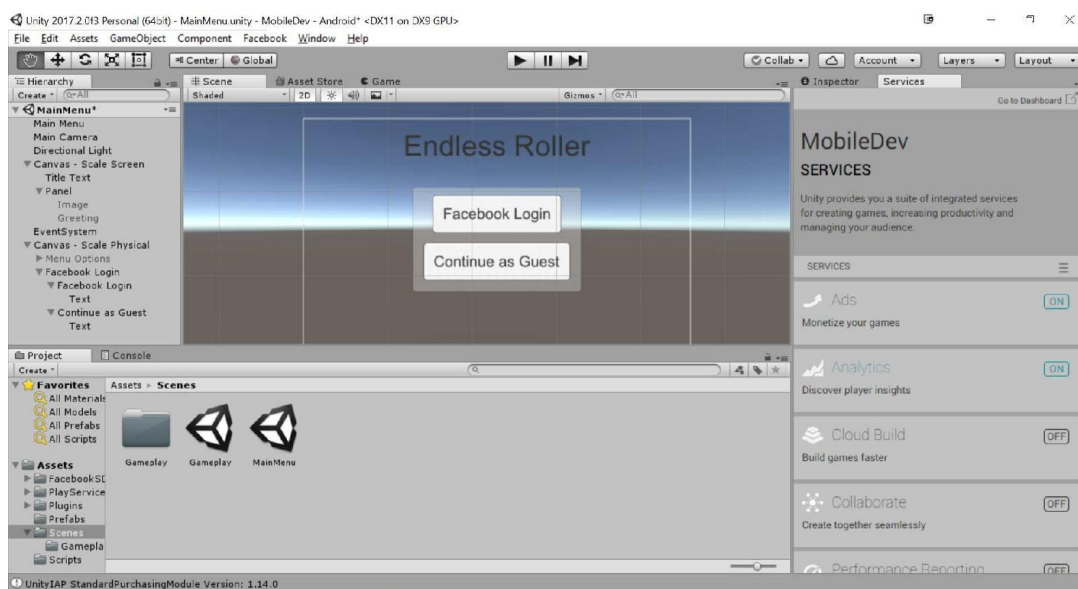 Unity 2017.2.0f3 Personal (64bit) - MainMenu.unity - MobileDev - Android* <DX11 on DX9 GPU>
File Edit Assets GameObject Component Facebook Window Help
Center Global Collab Account Layers Layout
Hierarchy
Create All
MainMenu*
Main Menu
Main Camera
Directional Light
Canvas - Scale Screen
Title Text
Panel
Image
Greeting
EventSystem
Canvas - Scale Physical
Menu Options
Facebook Login
Facebook Login
Text
Continue as Guest
Text
Scene Asset Store Game
Shaded 2D Gizmos All
Endless Roller
Facebook Login
Continue as Guest
Inspector Services
Go to Dashboard
MobileDev
SERVICES
Unity provides you a suite of integrated services
for creating games, increasing productivity and
managing your audience.
SERVICES
Ads ON
Monetize your games
Analytics ON
Discover player insights
Cloud Build OFF
Build games faster
Collaborate OFF
Create together seamlessly
Performance Reporting OFF
Project Console
Create
Favorites
All Materials
All Models
All Prefabs
All Scripts
Assets
FacebookSD
PlayService
Plugins
Prefabs
Scenes
Gamepla
Scripts
Assets Scenes
Gameplay Gameplay MainMenu
UnityIAP StandardPurchasingModule Version: 1.14.0